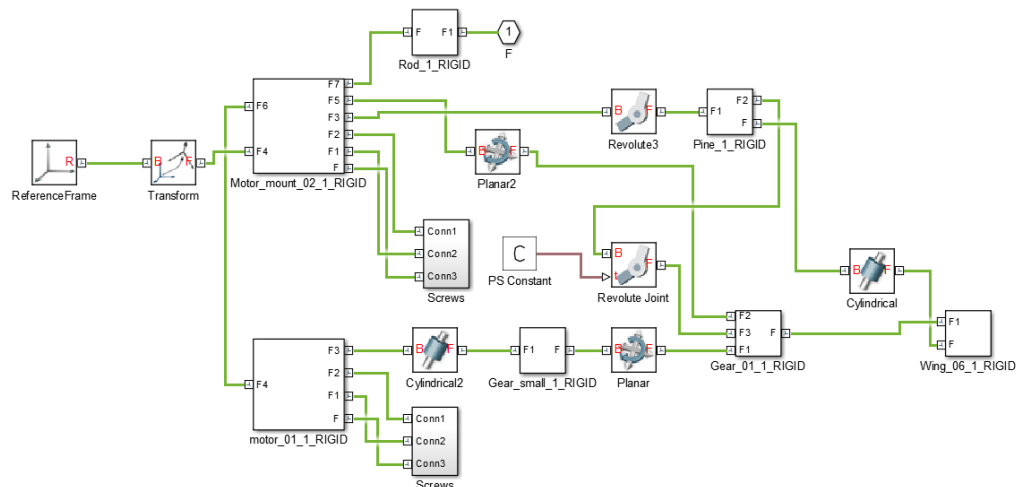 F
F1
Rod_1_RIGID
1
F
F6
F4
F7
F5
F3
F2
F1
F
Motor_mount_02_1_RIGID
R
ReferenceFrame
B
F
Transform
B
F
Revolute3
F1
F2
F
Pine_1_RIGID
B
F
Planar2
Conn1
Conn2
Conn3
Screws
C
PS Constant
B
t
F
Revolute Joint
B
F
Cylindrical
F2
F3
F1
F
Gear_01_1_RIGID
F1
F
Wing_06_1_RIGID
F4
F3
F2
F1
F
motor_01_1_RIGID
B
F
Cylindrical2
F1
F
Gear_small_1_RIGID
B
F
Planar
Conn1
Conn2
Conn3
Screws